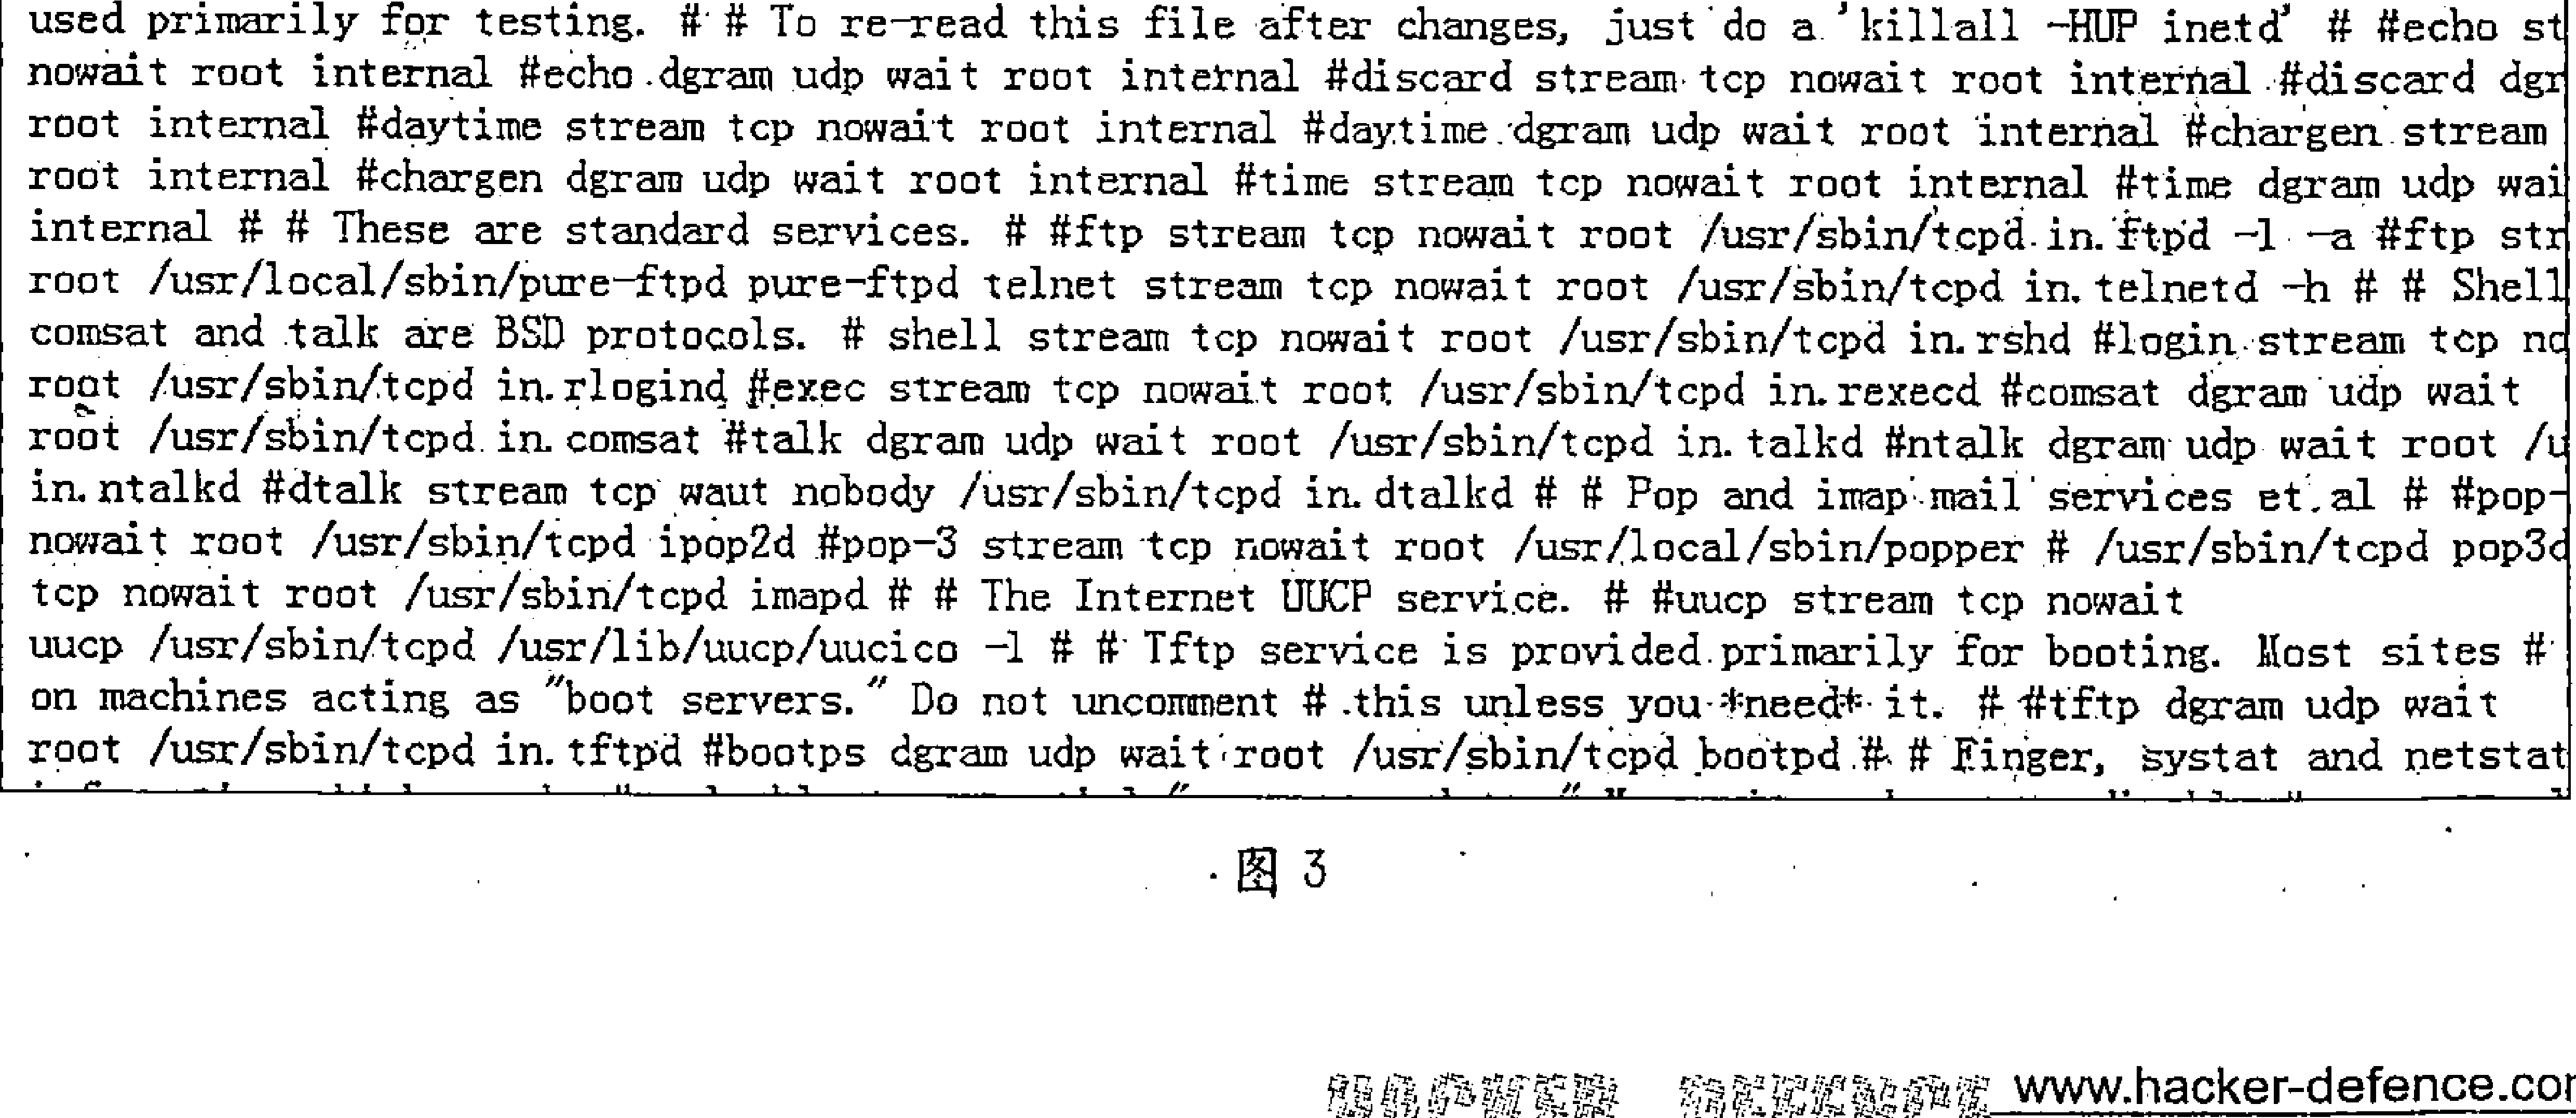 used primarily for testing. # # To re-read this file after changes, just do a 'killall -HUP inetd' # #echo st
nowait root internal #echo dgram udp wait root internal #discard stream tcp nowait root internal #discard dgr
root internal #daytime stream tcp nowait root internal #daytime dgram udp wait root internal #chargen stream
root internal #chargen dgram udp wait root internal #time stream tcp nowait root internal #time dgram udp wai
internal # # These are standard services. # #ftp stream tcp nowait root /usr/sbin/tcpd in.ftpd -l -a #ftp str
root /usr/local/sbin/pure-ftpd pure-ftpd telnet stream tcp nowait root /usr/sbin/tcpd in.telnetd -h # # Shell
comsat and talk are BSD protocols. # shell stream tcp nowait root /usr/sbin/tcpd in.rshd #login stream tcp no
root /usr/sbin/tcpd in.rlogind #exec stream tcp nowait root /usr/sbin/tcpd in.rexecd #comsat dgram udp wait
root /usr/sbin/tcpd in.comsat #talk dgram udp wait root /usr/sbin/tcpd in.talkd #ntalk dgram udp wait root /u
in.ntalkd #dtalk stream tcp waut nobody /usr/sbin/tcpd in.dtalkd # # Pop and imap mail services et al # #pop-
nowait root /usr/sbin/tcpd ipop2d #pop-3 stream tcp nowait root /usr/local/sbin/popper # /usr/sbin/tcpd pop3d
tcp nowait root /usr/sbin/tcpd imapd # # The Internet UUCP service. # #uucp stream tcp nowait
uucp /usr/sbin/tcpd /usr/lib/uucp/uucico -l # # Tftp service is provided primarily for booting. Most sites #
on machines acting as "boot servers." Do not uncomment # this unless you *need* it. # #tftp dgram udp wait
root /usr/sbin/tcpd in.tftpd #bootps dgram udp wait root /usr/sbin/tcpd bootpd # # Finger, systat and netstat
图 3
HACKER DEFENCE www.hacker-defence.co